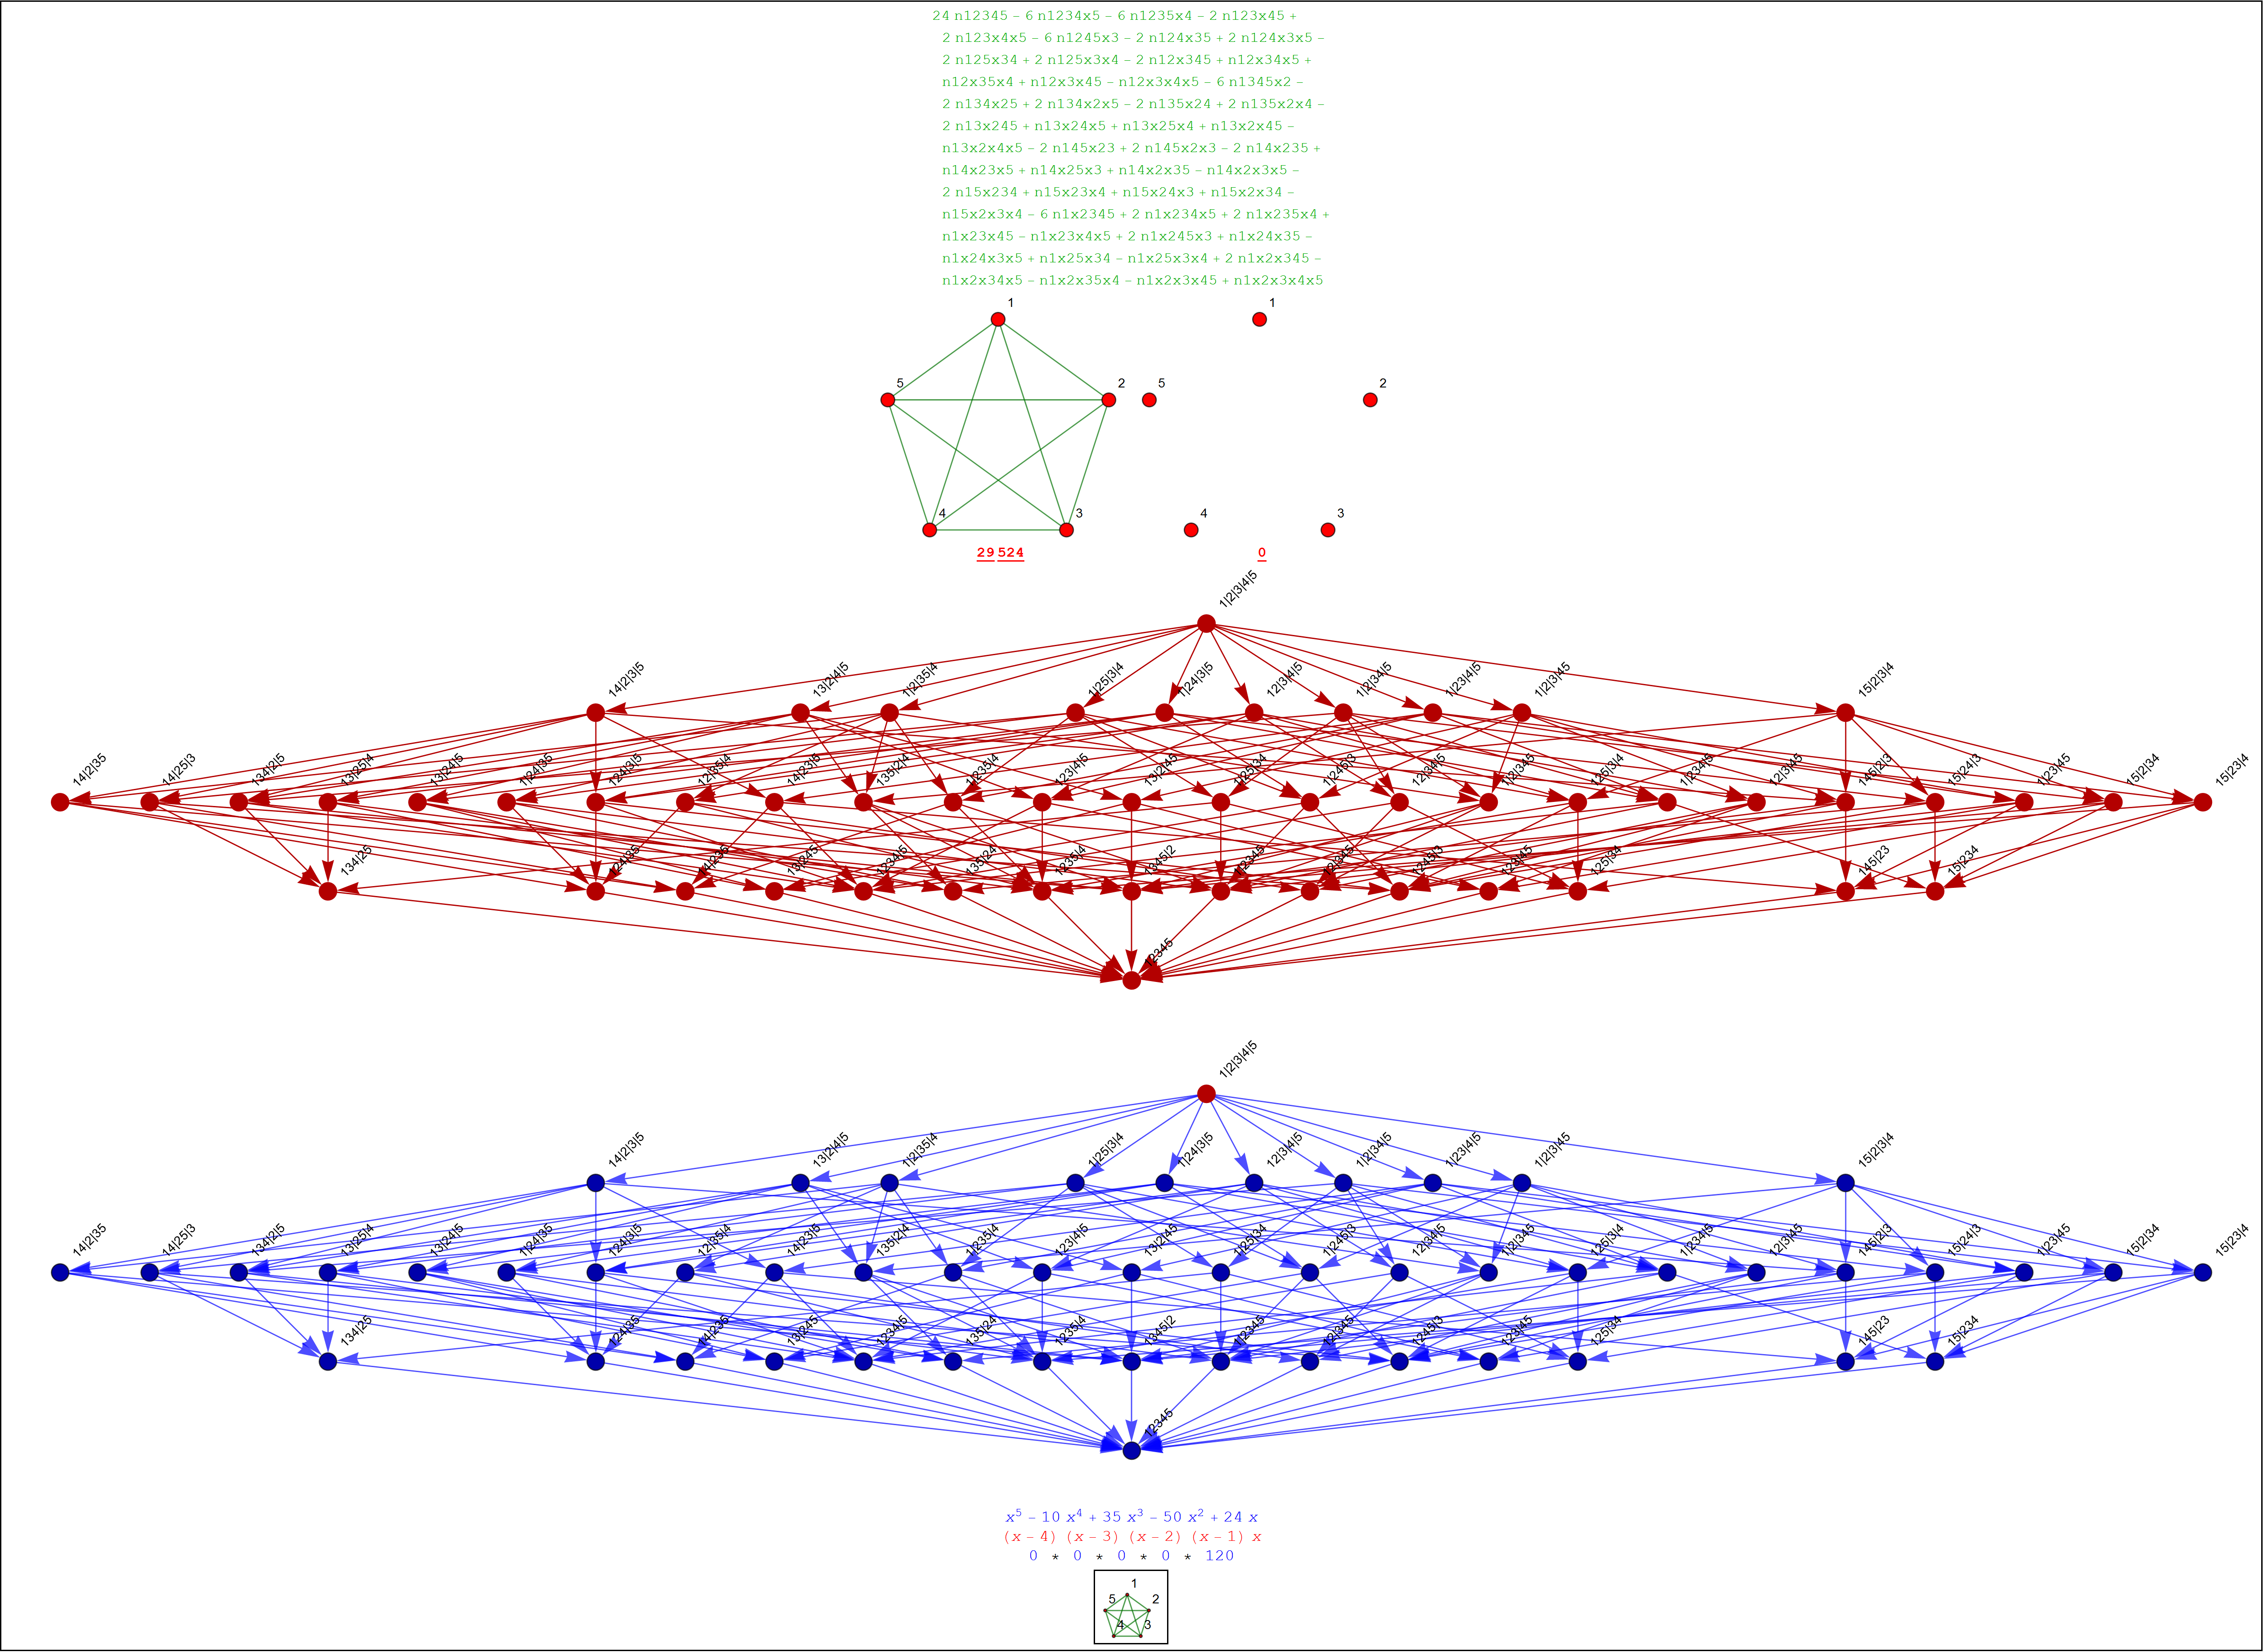 24 n12345 − 6 n1234x5 − 6 n1235x4 − 2 n123x45 +
2 n123x4x5 − 6 n1245x3 − 2 n124x35 + 2 n124x3x5 −
2 n125x34 + 2 n125x3x4 − 2 n12x345 + n12x34x5 +
n12x35x4 + n12x3x45 − n12x3x4x5 − 6 n1345x2 −
2 n134x25 + 2 n134x2x5 − 2 n135x24 + 2 n135x2x4 −
2 n13x245 + n13x24x5 + n13x25x4 + n13x2x45 −
n13x2x4x5 − 2 n145x23 + 2 n145x2x3 − 2 n14x235 +
n14x23x5 + n14x25x3 + n14x2x35 − n14x2x3x5 −
2 n15x234 + n15x23x4 + n15x24x3 + n15x2x34 −
n15x2x3x4 − 6 n1x2345 + 2 n1x234x5 + 2 n1x235x4 +
n1x23x45 − n1x23x4x5 + 2 n1x245x3 + n1x24x35 −
n1x24x3x5 + n1x25x34 − n1x25x3x4 + 2 n1x2x345 −
n1x2x34x5 − n1x2x35x4 − n1x2x3x45 + n1x2x3x4x5
1 1
5 2 5 2
4 3 4 3
29 524 0
1|2|3|4|5
14|2|3|5 13|2|4|5 1|2|35|4 1|25|3|4 1|24|3|5 12|3|4|5 1|2|34|5 1|23|4|5 1|2|3|45 15|2|3|4
14|2|35 14|25|3 134|2|5 13|25|4 13|24|5 1|24|35 124|3|5 12|35|4 14|23|5 135|2|4 1|235|4 123|4|5 13|2|45 1|25|34 1|245|3 12|34|5 1|2|345 125|3|4 1|234|5 12|3|45 145|2|3 15|24|3 1|23|45 15|2|34 15|23|4
134|25 124|35 14|235 13|245 1234|5 135|24 1235|4 1345|2 1|2345 12|345 1245|3 123|45 125|34 145|23 15|234
12345
1|2|3|4|5
14|2|3|5 13|2|4|5 1|2|35|4 1|25|3|4 1|24|3|5 12|3|4|5 1|2|34|5 1|23|4|5 1|2|3|45 15|2|3|4
14|2|35 14|25|3 134|2|5 13|25|4 13|24|5 1|24|35 124|3|5 12|35|4 14|23|5 135|2|4 1|235|4 123|4|5 13|2|45 1|25|34 1|245|3 12|34|5 1|2|345 125|3|4 1|234|5 12|3|45 145|2|3 15|24|3 1|23|45 15|2|34 15|23|4
134|25 124|35 14|235 13|245 1234|5 135|24 1235|4 1345|2 1|2345 12|345 1245|3 123|45 125|34 145|23 15|234
12345
x⁵ − 10 x⁴ + 35 x³ − 50 x² + 24 x
(x − 4) (x − 3) (x − 2) (x − 1) x
0 * 0 * 0 * 0 * 120
1
5 2
4 3